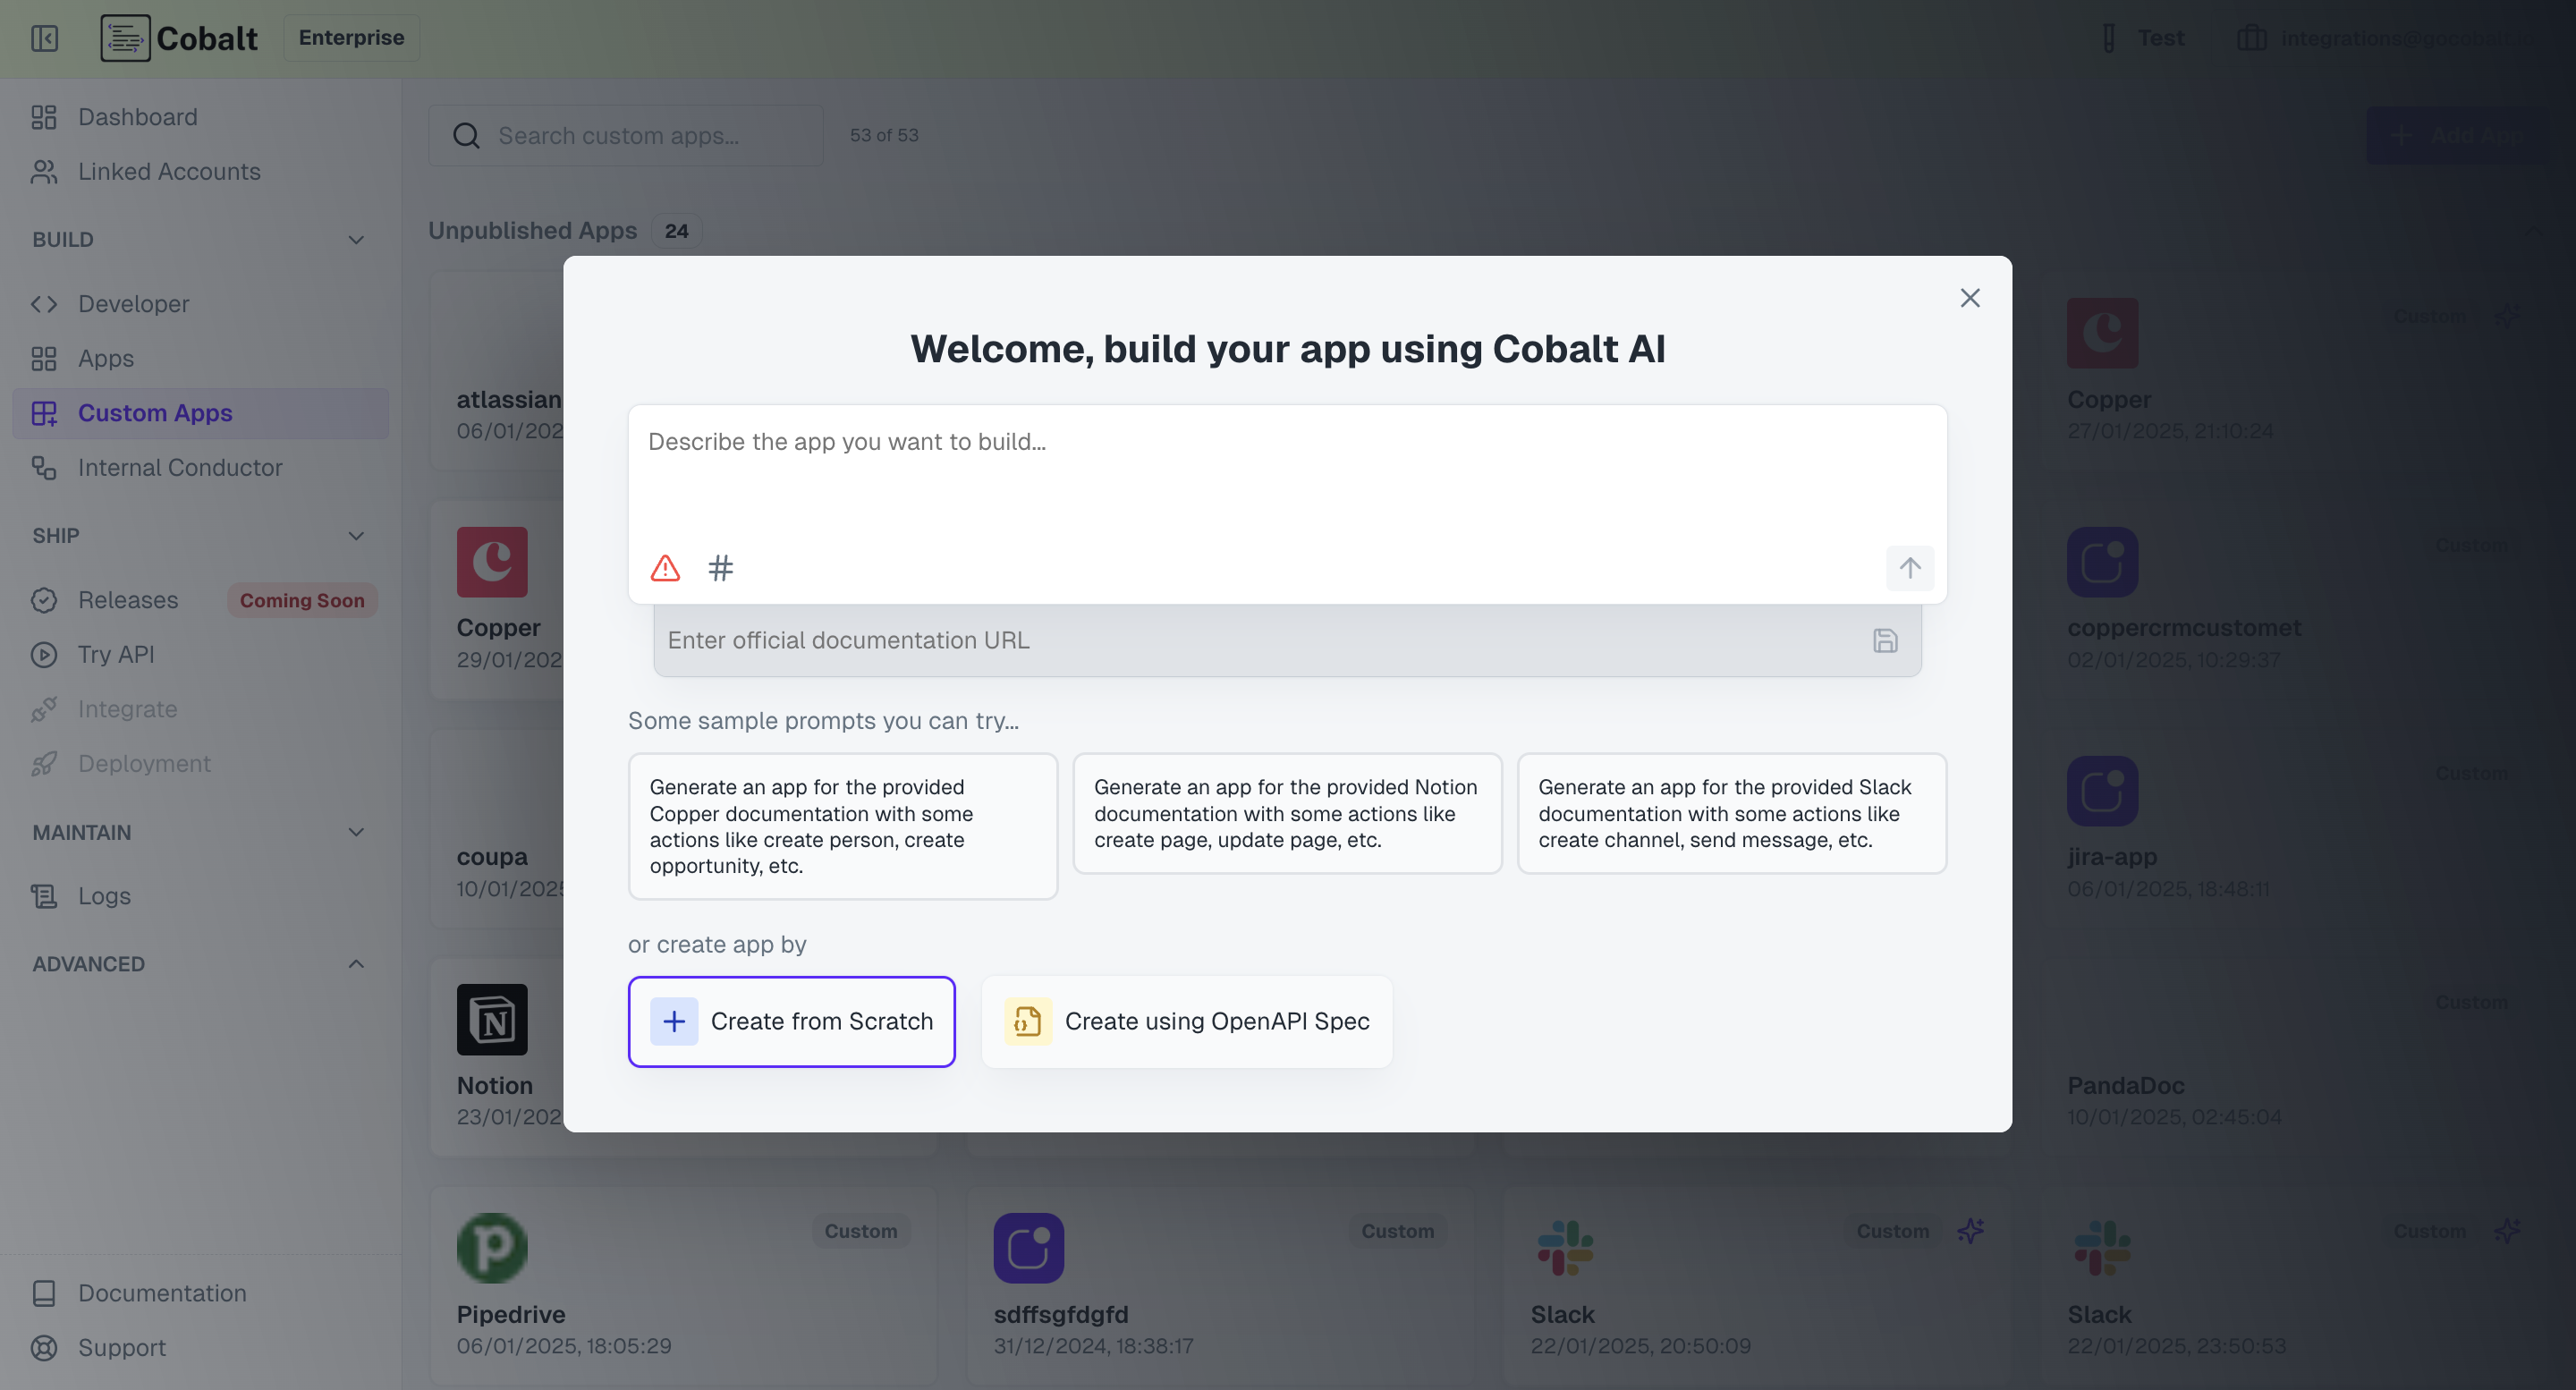 Cobalt
Enterprise
Test
integrations@gocobalt
Dashboard
Linked Accounts
BUILD
Developer
Apps
Custom Apps
Internal Conductor
SHIP
Releases
Coming Soon
Try API
Integrate
Deployment
MAINTAIN
Logs
ADVANCED
Documentation
Support
Search custom apps...
53 of 53
Add App
Unpublished Apps
24
atlassian
06/01/202
Custom
Copper
27/01/2025, 21:10:24
Copper
29/01/202
Custom
coppercrmcustomet
02/01/2025, 10:29:37
coupa
10/01/2025
Custom
jira-app
06/01/2025, 18:48:11
Notion
23/01/202
Custom
PandaDoc
10/01/2025, 02:45:04
Custom
Pipedrive
06/01/2025, 18:05:29
Custom
sdffsgfdgfd
31/12/2024, 18:38:17
Custom
Slack
22/01/2025, 20:50:09
Custom
Slack
22/01/2025, 23:50:53
Welcome, build your app using Cobalt AI
Describe the app you want to build...
Enter official documentation URL
Some sample prompts you can try...
Generate an app for the provided
Copper documentation with some
actions like create person, create
opportunity, etc.
Generate an app for the provided Notion
documentation with some actions like
create page, update page, etc.
Generate an app for the provided Slack
documentation with some actions like
create channel, send message, etc.
or create app by
Create from Scratch
Create using OpenAPI Spec